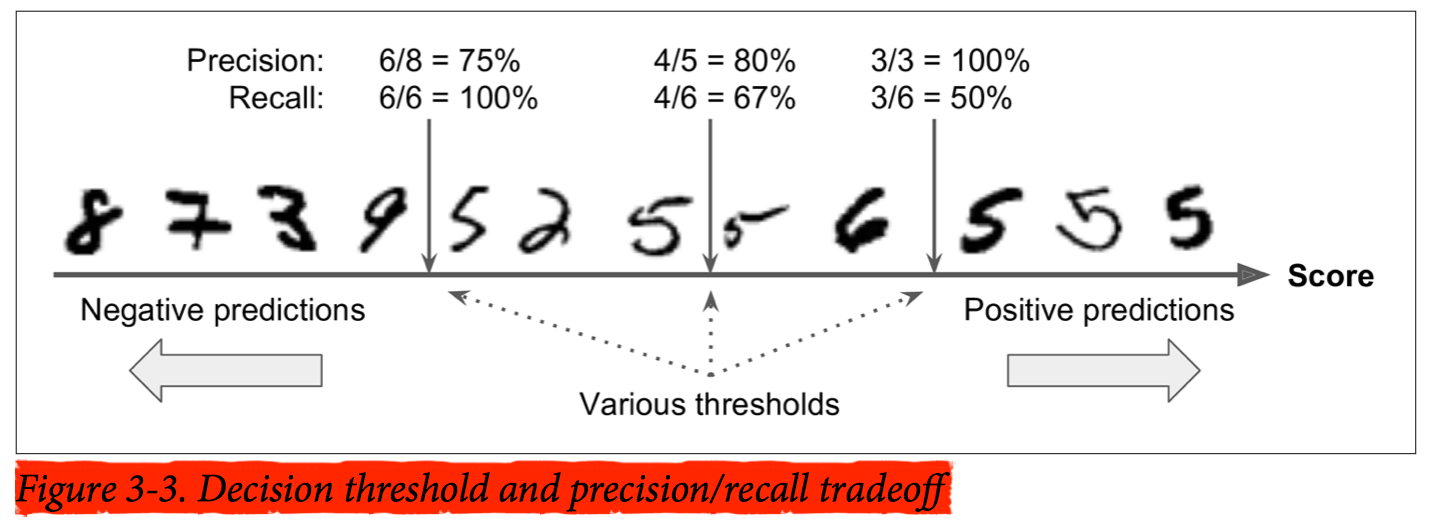 Precision: 6/8 = 75% 4/5 = 80% 3/3 = 100%
Recall: 6/6 = 100% 4/6 = 67% 3/6 = 50%
8 7 3 9 5 2 5 5 6 5 5 5
Score
Negative predictions Positive predictions
Various thresholds
Figure 3-3. Decision threshold and precision/recall tradeoff